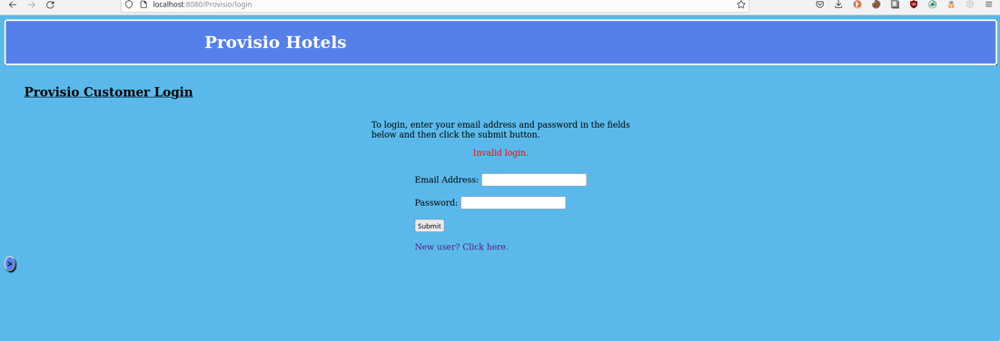 localhost:8080/Provisio/login
Provisio Hotels
Provisio Customer Login
To login, enter your email address and password in the fields
below and then click the submit button.
Invalid login.
Email Address:
Password:
Submit
New user? Click here.
>